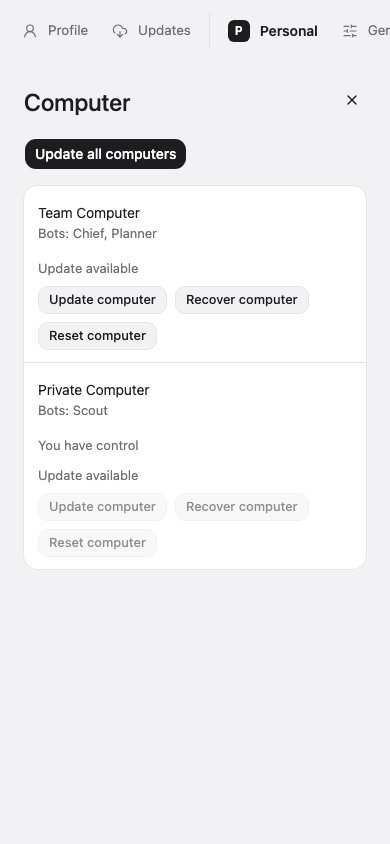 Profile
Updates
P
Personal
Ger
Computer
Update all computers
Team Computer
Bots: Chief, Planner
Update available
Update computer
Recover computer
Reset computer
Private Computer
Bots: Scout
You have control
Update available
Update computer
Recover computer
Reset computer